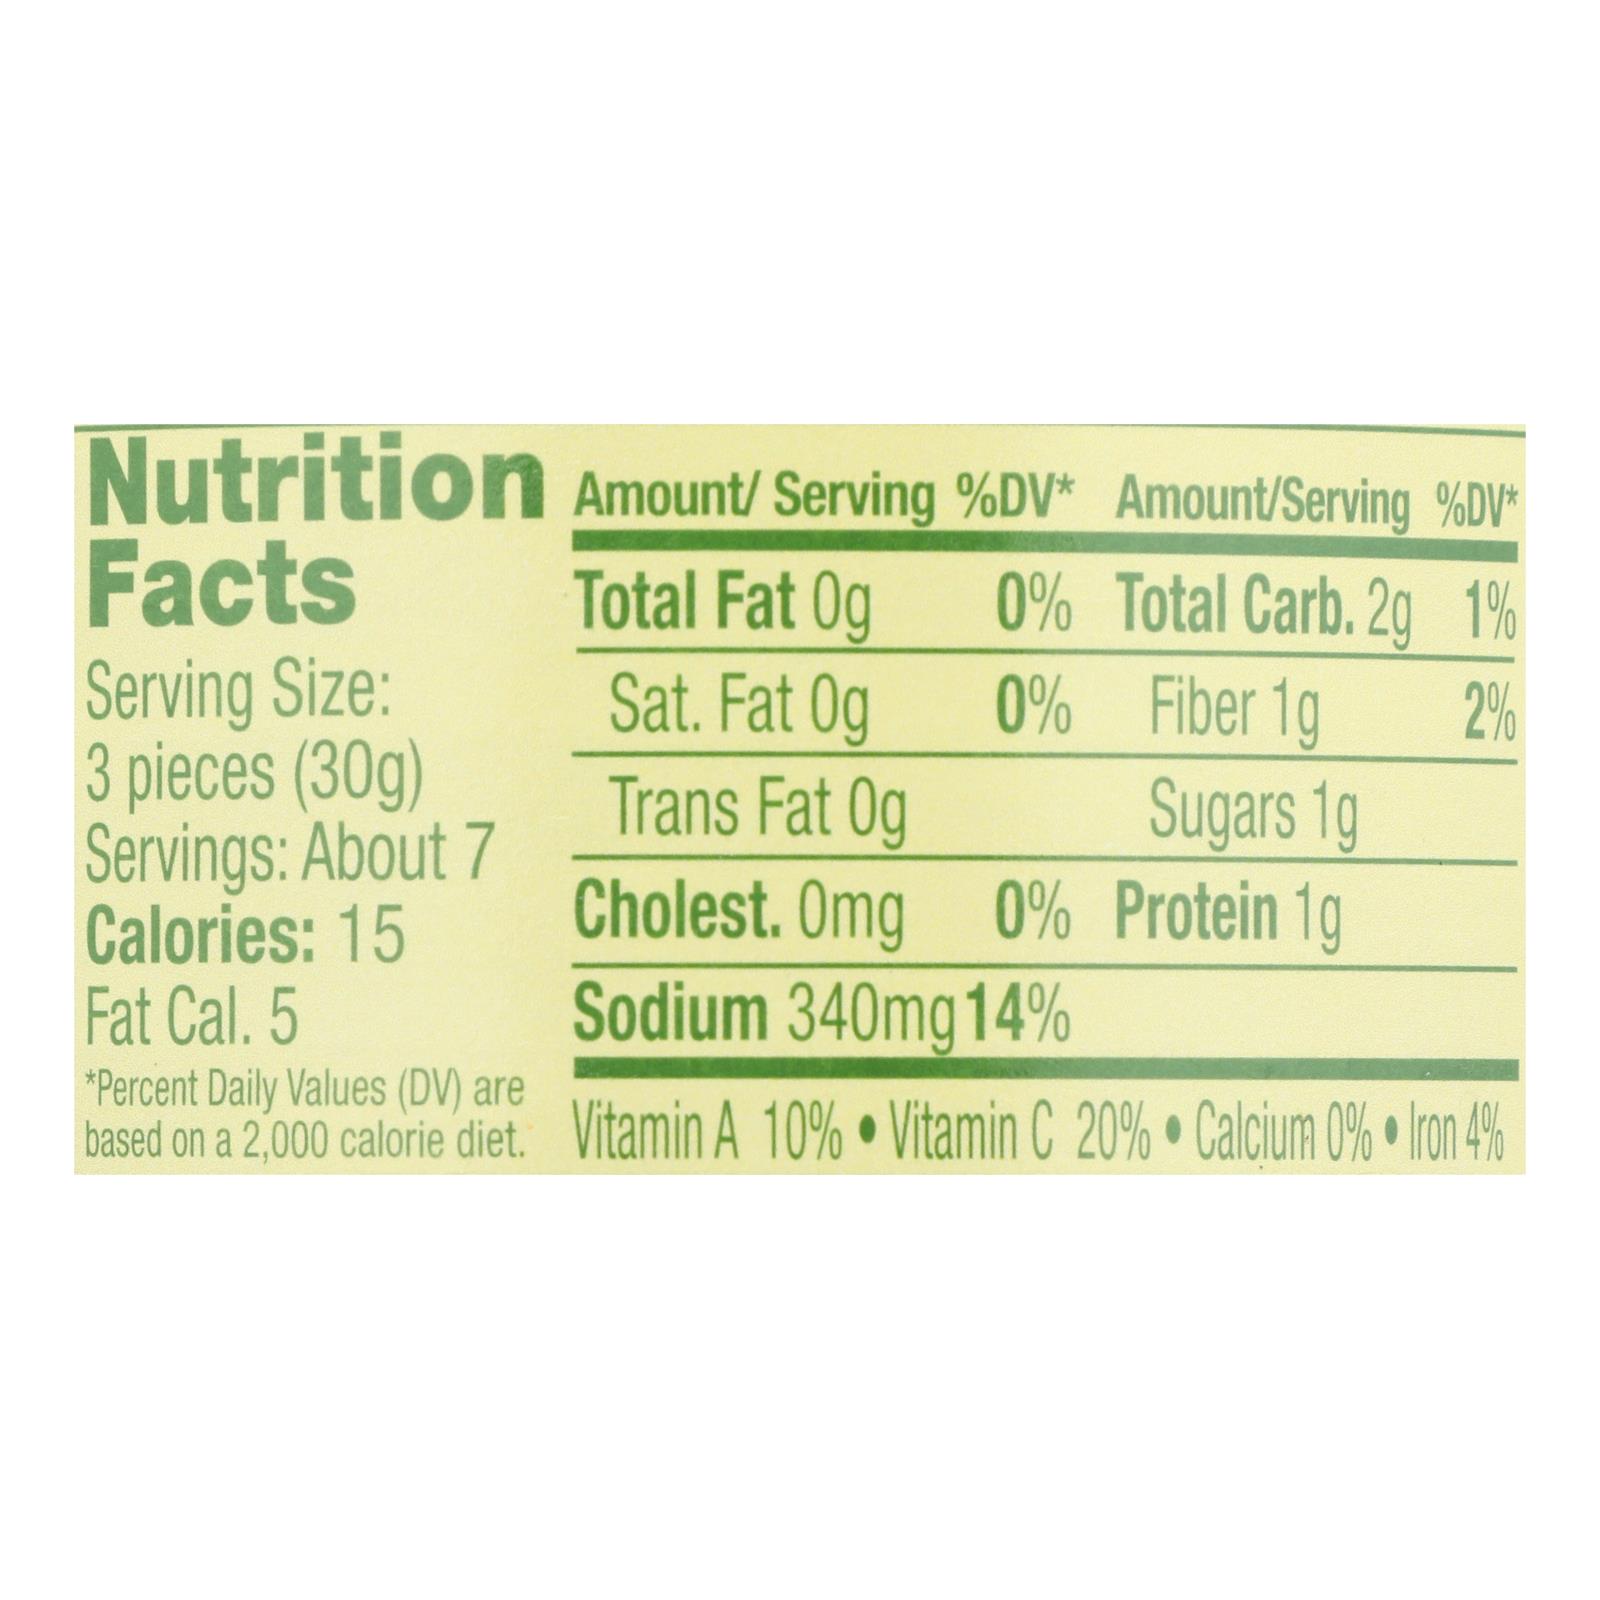 Nutrition
Facts
Serving Size:
3 pieces (30g)
Servings: About 7
Calories: 15
Fat Cal. 5
*Percent Daily Values (DV) are
based on a 2,000 calorie diet.
Amount/ Serving %DV* Amount/Serving %DV*
Total Fat 0g 0% Total Carb. 2g 1%
Sat. Fat 0g 0% Fiber 1g 2%
Trans Fat 0g Sugars 1g
Cholest. 0mg 0% Protein 1g
Sodium 340mg 14%
Vitamin A 10% • Vitamin C 20% • Calcium 0% • Iron 4%